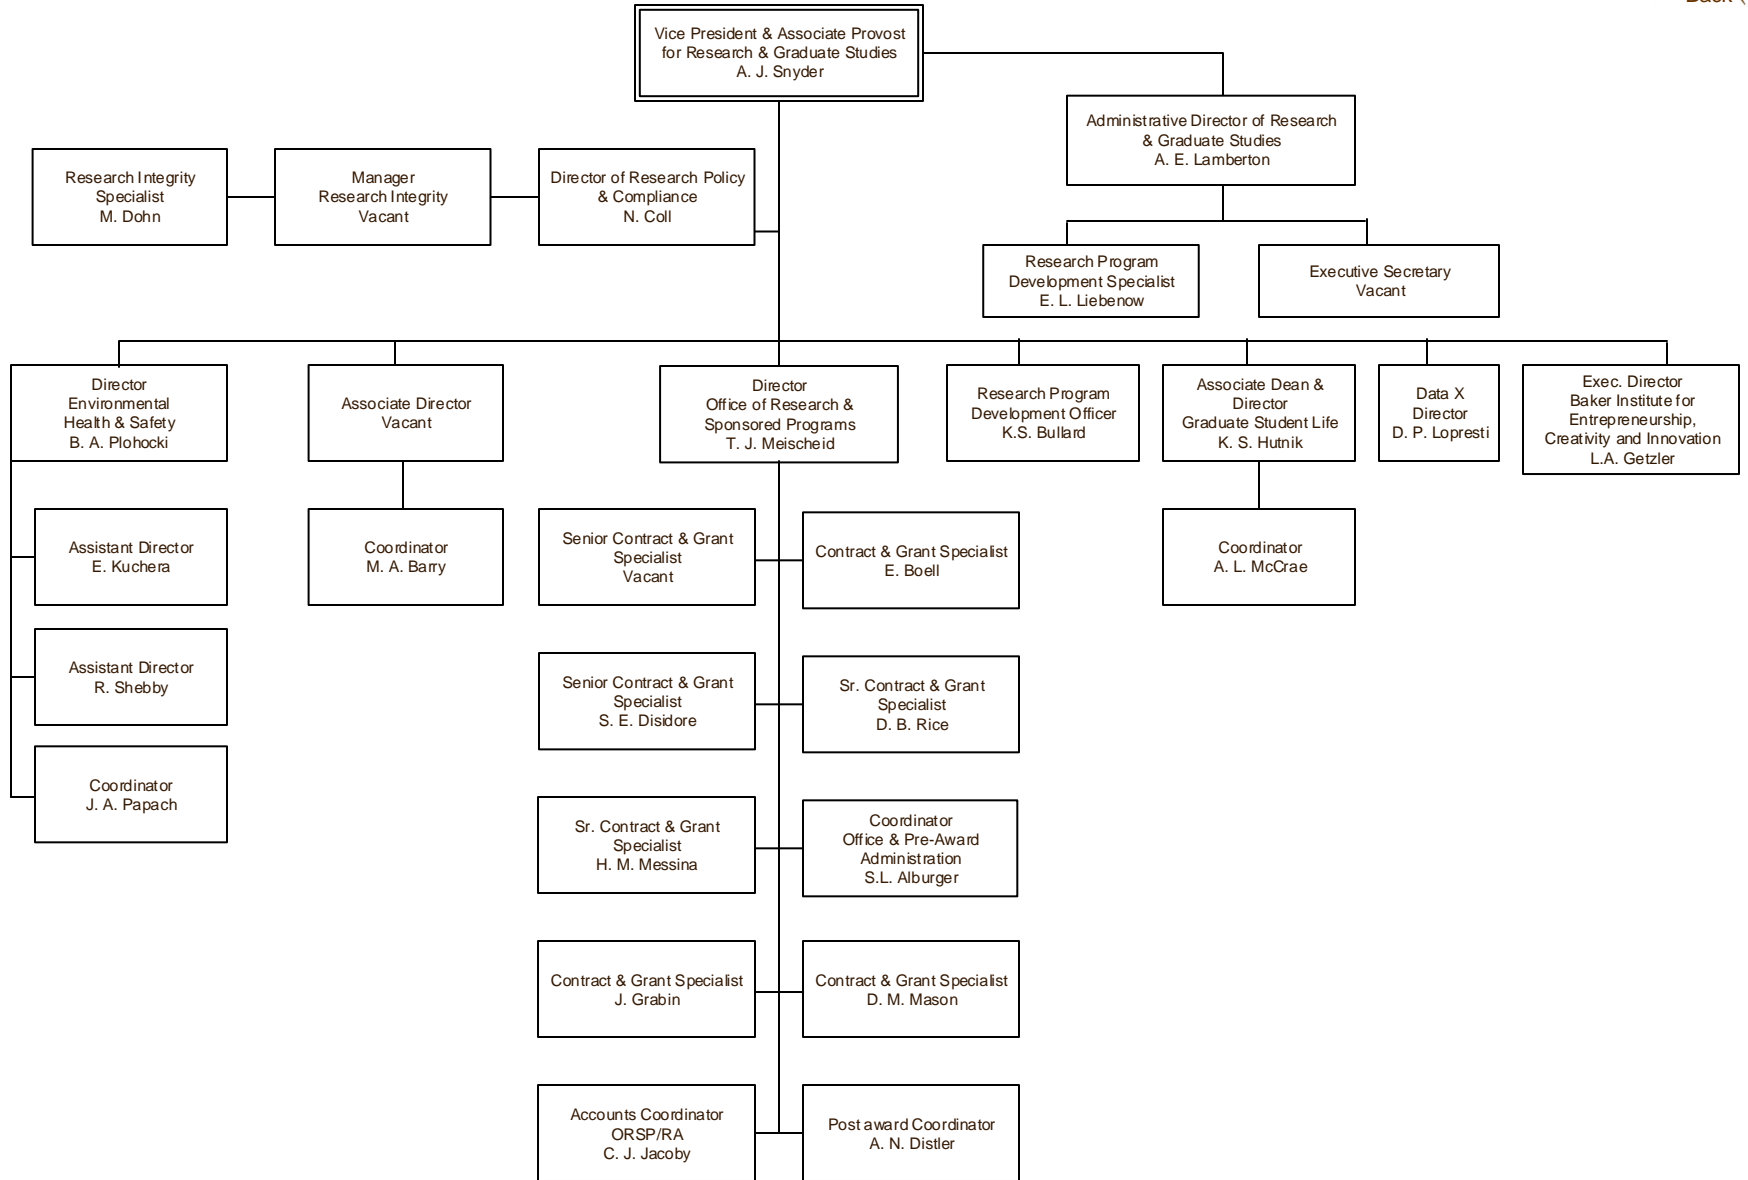 Back
Vice President & Associate Provost
for Research & Graduate Studies
A. J. Snyder
Administrative Director of Research
& Graduate Studies
A. E. Lamberton
Research Integrity
Specialist
M. Dohn
Manager
Research Integrity
Vacant
Director of Research Policy
& Compliance
N. Coll
Research Program
Development Specialist
E. L. Liebenow
Executive Secretary
Vacant
Director
Environmental
Health & Safety
B. A. Plohocki
Associate Director
Vacant
Director
Office of Research &
Sponsored Programs
T. J. Meischeid
Research Program
Development Officer
K.S. Bullard
Associate Dean &
Director
Graduate Student Life
K. S. Hutnik
Data X
Director
D. P. Lopresti
Exec. Director
Baker Institute for
Entrepreneurship,
Creativity and Innovation
L.A. Getzler
Assistant Director
E. Kuchera
Coordinator
M. A. Barry
Senior Contract & Grant
Specialist
Vacant
Contract & Grant Specialist
E. Boell
Coordinator
A. L. McCrae
Assistant Director
R. Shebby
Senior Contract & Grant
Specialist
S. E. Disidore
Sr. Contract & Grant
Specialist
D. B. Rice
Coordinator
J. A. Papach
Sr. Contract & Grant
Specialist
H. M. Messina
Coordinator
Office & Pre-Award
Administration
S.L. Alburger
Contract & Grant Specialist
J. Grabin
Contract & Grant Specialist
D. M. Mason
Accounts Coordinator
ORSP/RA
C. J. Jacoby
Post award Coordinator
A. N. Distler